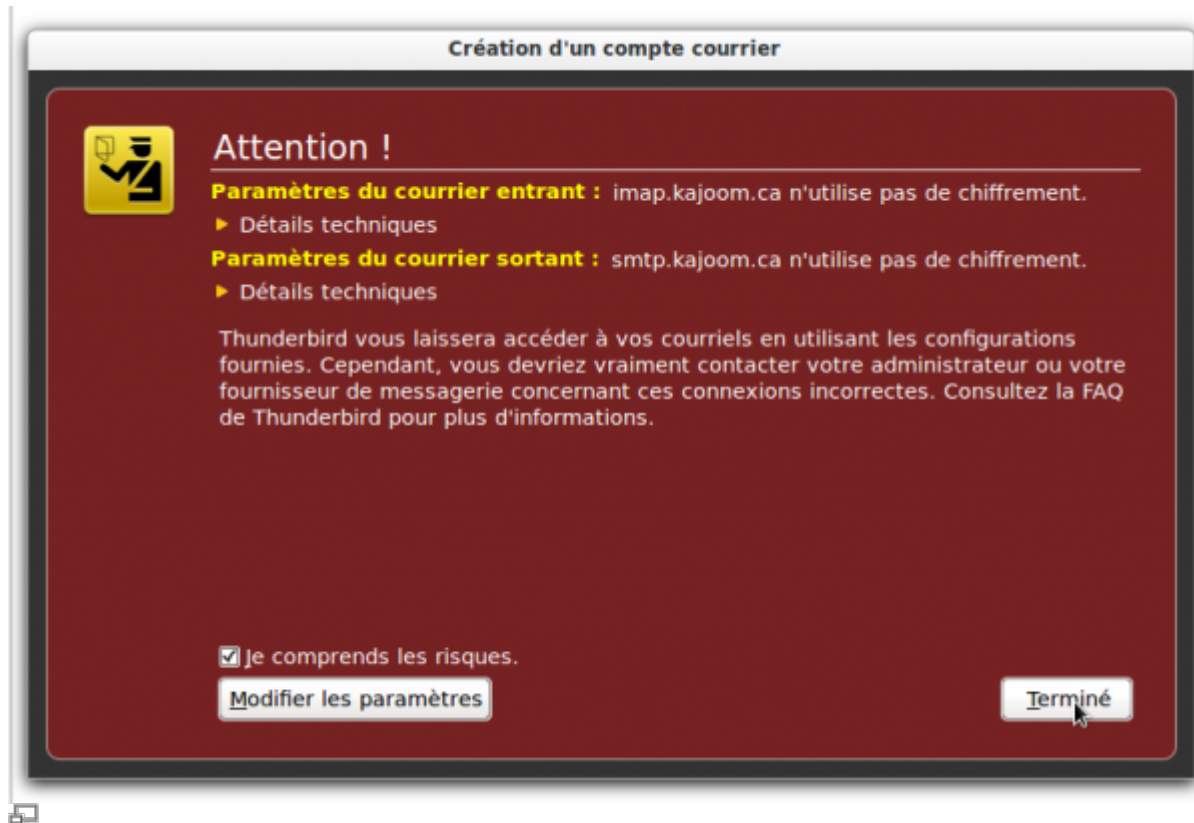 Création d'un compte courrier
Attention !
Paramètres du courrier entrant : imap.kajoom.ca n'utilise pas de chiffrement.
Détails techniques
Paramètres du courrier sortant : smtp.kajoom.ca n'utilise pas de chiffrement.
Détails techniques
Thunderbird vous laissera accéder à vos courriels en utilisant les configurations
fournies. Cependant, vous devriez vraiment contacter votre administrateur ou votre
fournisseur de messagerie concernant ces connexions incorrectes. Consultez la FAQ
de Thunderbird pour plus d'informations.
Je comprends les risques.
Modifier les paramètres
Terminé